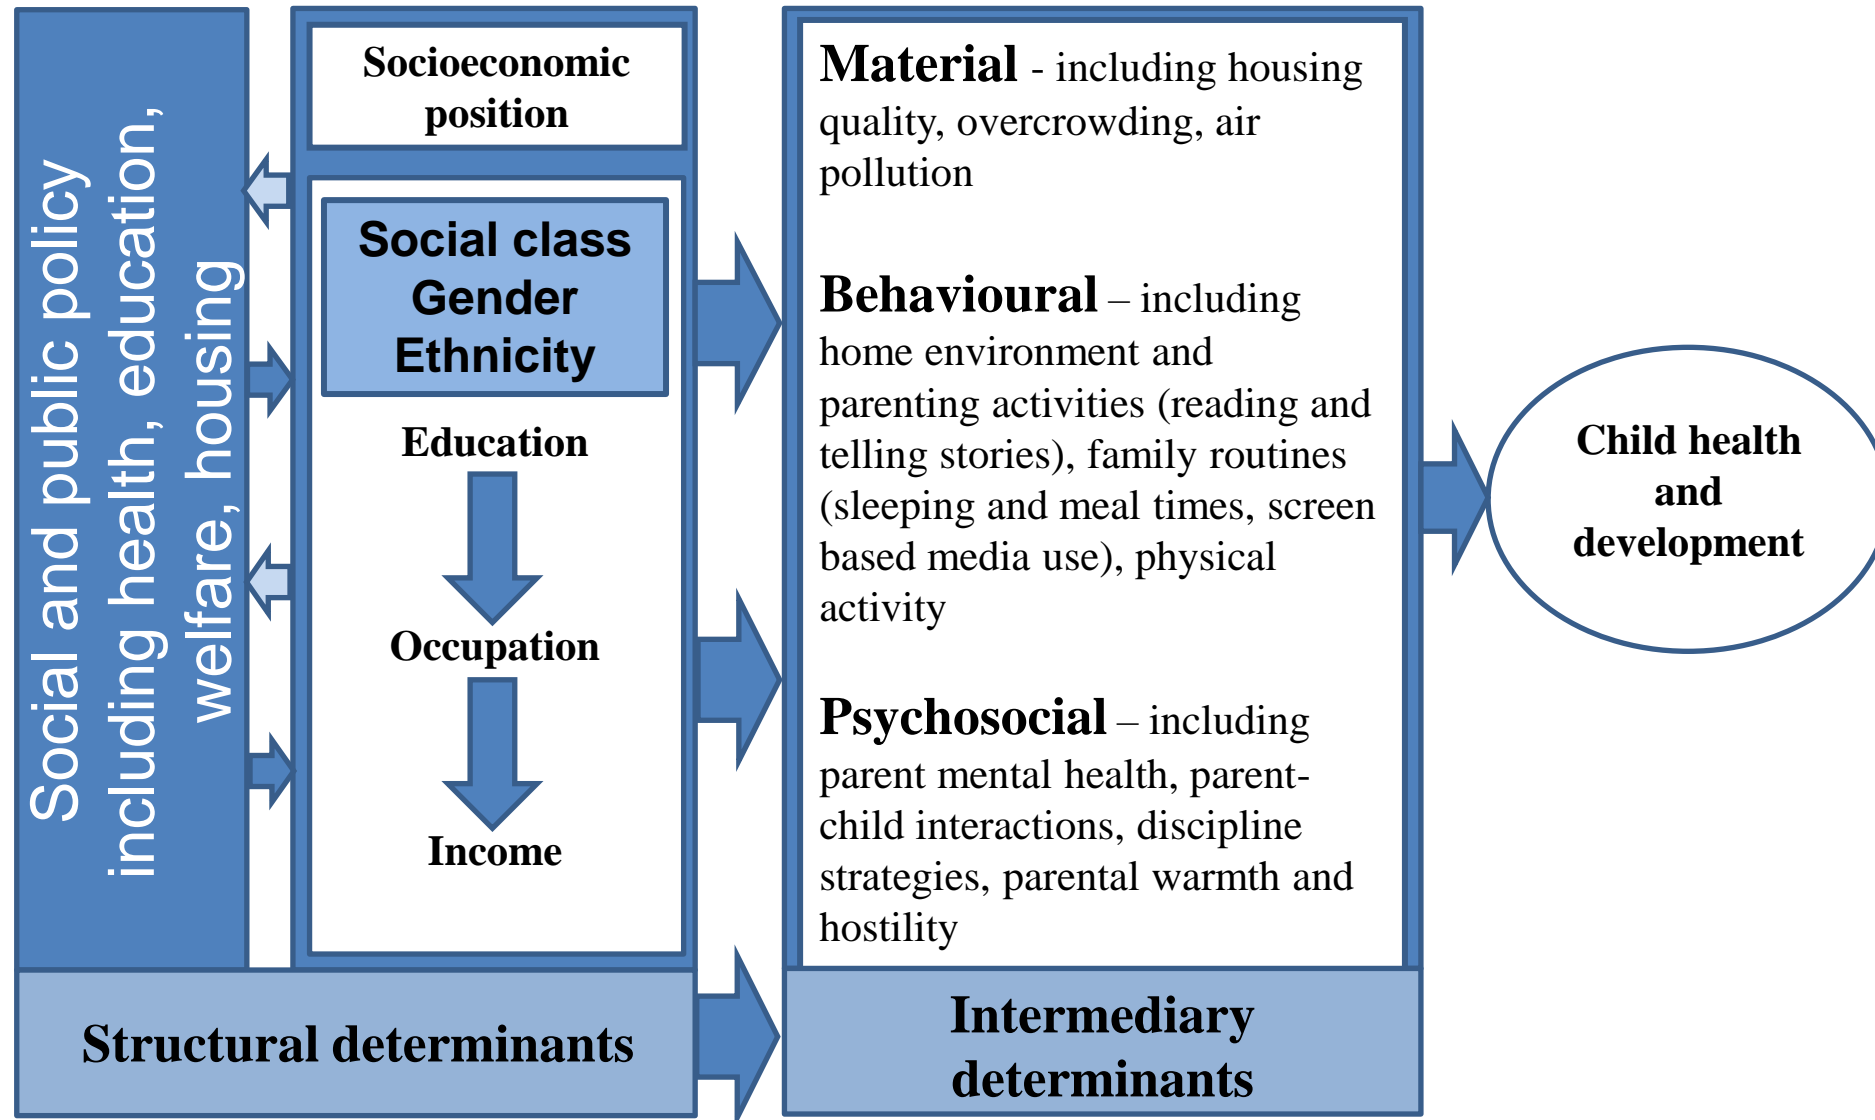 Social and public policy
including health, education,
welfare, housing
Socioeconomic
position
Social class
Gender
Ethnicity
Education
Occupation
Income
Structural determinants
Material - including housing
quality, overcrowding, air
pollution
Behavioural – including
home environment and
parenting activities (reading and
telling stories), family routines
(sleeping and meal times, screen
based media use), physical
activity
Psychosocial – including
parent mental health, parent-
child interactions, discipline
strategies, parental warmth and
hostility
Intermediary
determinants
Child health
and
development